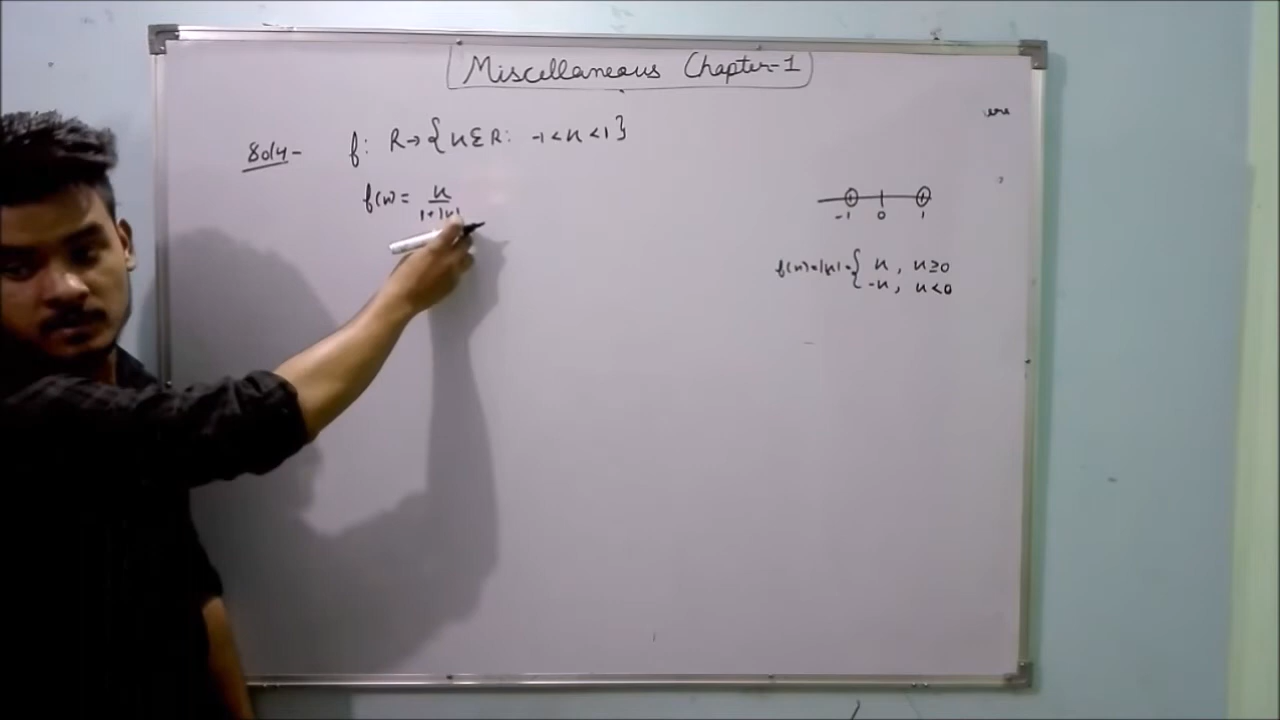 Miscellaneous Chapter-1
Sol4- f: R→{x∈R: -1<x<1}
f(x) = x/(1+|x|)
-1 0 1
f(x)=|x|={ x, x≥0
-x, x<0